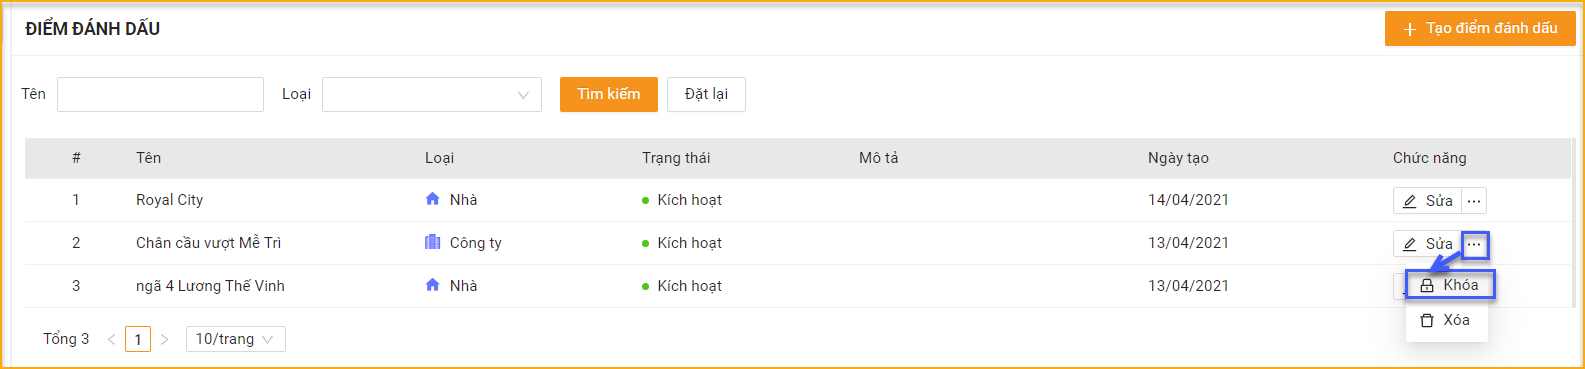 ĐIỂM ĐÁNH DẤU
+ Tạo điểm đánh dấu
Tên Loại Tìm kiếm Đặt lại
# Tên Loại Trạng thái Mô tả Ngày tạo Chức năng
1 Royal City Nhà Kích hoạt 14/04/2021 Sửa ...
2 Chân cầu vượt Mễ Trì Công ty Kích hoạt 13/04/2021 Sửa ...
3 ngã 4 Lương Thế Vinh Nhà Kích hoạt 13/04/2021
Khóa
Xóa
Tổng 3 < 1 > 10/trang